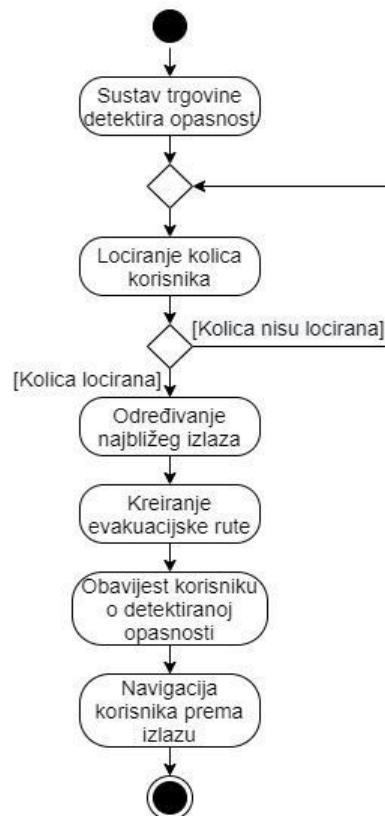 Sustav trgovine
detektira opasnost
Lociranje kolica
korisnika
[Kolica nisu locirana]
[Kolica locirana]
Određivanje
najbližeg izlaza
Kreiranje
evakuacijske rute
Obavijest korisniku
o detektiranoj
opasnosti
Navigacija
korisnika prema
izlazu